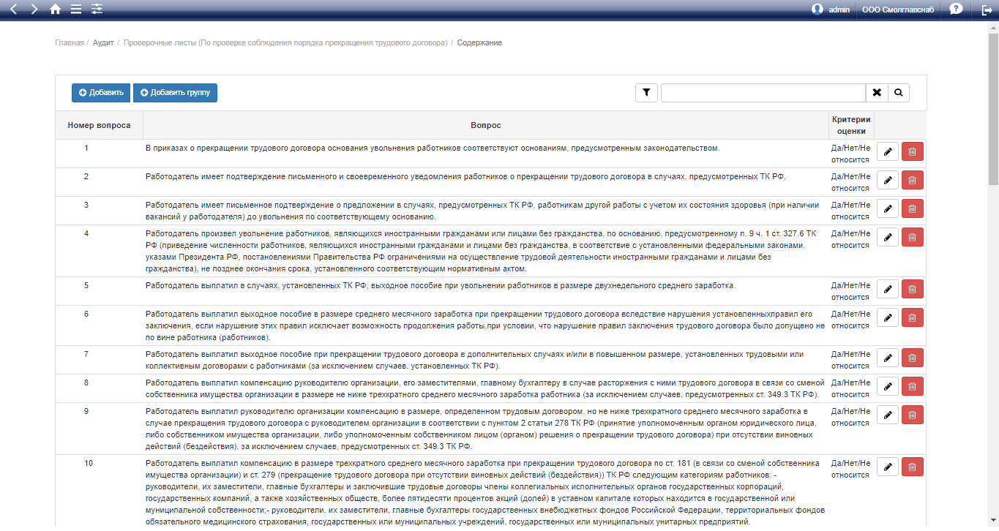 admin ООО Смолглавснаб
Главная / Аудит / Проверочные листы (По проверке соблюдения порядка прекращения трудового договора) / Содержание
Добавить Добавить группу
Номер вопроса Вопрос Критерии оценки
1 В приказах о прекращении трудового договора основания увольнения работников соответствуют основаниям, предусмотренным законодательством. Да/Нет/Не
относится
2 Работодатель имеет подтверждение письменного и своевременного уведомления работников о прекращении трудового договора в случаях, предусмотренных ТК РФ. Да/Нет/Не
относится
3 Работодатель имеет письменное подтверждение о предложении в случаях, предусмотренных ТК РФ, работникам другой работы с учетом их состояния здоровья (при наличии Да/Нет/Не
вакансий у работодателя) до увольнения по соответствующему основанию. относится
4 Работодатель произвел увольнение работников, являющихся иностранными гражданами или лицами без гражданства, по основанию, предусмотренному п. 9 ч. 1 ст. 327.6 ТК Да/Нет/Не
РФ (приведение численности работников, являющихся иностранными гражданами и лицами без гражданства, в соответствие с установленными федеральными законами, относится
указами Президента РФ, постановлениями Правительства РФ ограничениями на осуществление трудовой деятельности иностранными гражданами и лицами без
гражданства), не позднее окончания срока, установленного соответствующим нормативным актом.
5 Работодатель выплатил в случаях, установленных ТК РФ, выходное пособие при увольнении работников в размере двухнедельного среднего заработка. Да/Нет/Не
относится
6 Работодатель выплатил выходное пособие в размере среднего месячного заработка при прекращении трудового договора вследствие нарушения установленныхправил его Да/Нет/Не
заключения, если нарушение этих правил исключает возможность продолжения работы,при условии, что нарушение правил заключения трудового договора было допущено не относится
по вине работника (работников).
7 Работодатель выплатил выходное пособие при прекращении трудового договора в дополнительных случаях и/или в повышенном размере, установленных трудовыми или Да/Нет/Не
коллективным договорами с работниками (за исключением случаев, установленных ТК РФ). относится
8 Работодатель выплатил компенсацию руководителю организации, его заместителями, главному бухгалтеру в случае расторжения с ними трудового договора в связи со сменой Да/Нет/Не
собственника имущества организации в размере не ниже трехкратного среднего месячного заработка работника (за исключением случаев, предусмотренных ст. 349.3 ТК РФ). относится
9 Работодатель выплатил руководителю организации компенсацию в размере, определенном трудовым договором, но не ниже трехкратного среднего месячного заработка в Да/Нет/Не
случае прекращения трудового договора с руководителем организации в соответствии с пунктом 2 статьи 278 ТК РФ (принятие уполномоченным органом юридического лица, относится
либо собственником имущества организации, либо уполномоченным собственником лицом (органом) решения о прекращении трудового договора) при отсутствии виновных
действий (бездействия), за исключением случаев, предусмотренных ст. 349.3 ТК РФ.
10 Работодатель выплатил компенсацию в размере трехкратного среднего месячного заработка при прекращении трудового договора по ст. 181 (в связи со сменой собственника Да/Нет/Не
имущества организации) и ст. 279 (прекращение трудового договора при отсутствии виновных действий (бездействия)) ТК РФ следующим категориям работников: - относится
руководители, их заместители, главные бухгалтеры и заключившие трудовые договоры члены коллегиальных исполнительных органов государственных корпораций,
государственных компаний, а также хозяйственных обществ, более пятидесяти процентов акций (долей) в уставном капитале которых находится в государственной или
муниципальной собственности;- руководители, их заместители, главные бухгалтеры государственных внебюджетных фондов Российской Федерации, территориальных фондов
обязательного медицинского страхования, государственных или муниципальных учреждений, государственных или муниципальных унитарных предприятий.